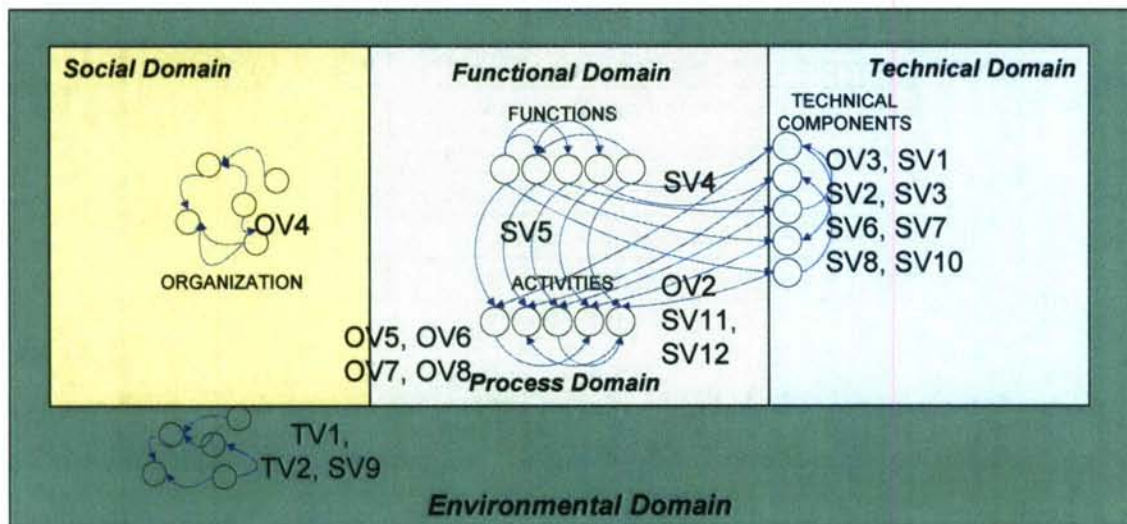 Social Domain
ORGANIZATION
OV4
Functional Domain
FUNCTIONS
SV4
SV5
ACTIVITIES
OV2
SV11,
SV12
OV5, OV6
OV7, OV8
Process Domain
Technical Domain
TECHNICAL
COMPONENTS
OV3, SV1
SV2, SV3
SV6, SV7
SV8, SV10
TV1,
TV2, SV9
Environmental Domain